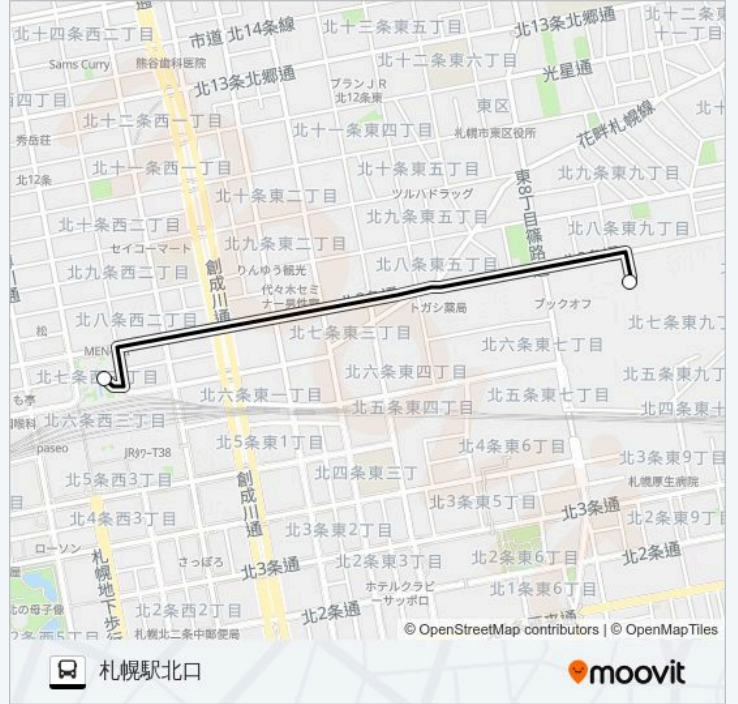 北十四条西二丁目
市道 北14条線
北十三条東五丁目
北13条北郷通
Sams Curry
熊谷歯科医院
北13条北郷通
北十二条東六丁目
光星通
四丁目
ブランJR
北12条東
東区
北十二条西一丁目
北十一条東四丁目
札幌市東区役所
花畔札幌線
秀岳荘
北12条
北十一条西一丁目
北十条東五丁目
北八条東九丁目
北九条東九丁目
北十条東二丁目
ツルハドラッグ
東8丁目篠路
北十条西二丁目
北九条東五丁目
セイコーマート
北九条東二丁目
北九条西二丁目
りんゆう観光
北八条東五丁目
創成川通
代々木セミ
ナー
トガシ薬局
ブックオフ
北八条西二丁目
松
北七条東三丁目
北六条東七丁目
北七条東九丁
北七条
丁目
北六条東四丁目
北五条東九丁
も亭
北六条東一丁目
北五条東七丁目
北六条西三丁目
北五条東四丁目
北四条東十
paseo
JRタワーT38
北5条東1丁目
北4条東6丁目
北3条東9丁目
北5条西3丁目
北四条東三丁
札幌厚生病院
創成川通
北3条東5丁目
北3条通
北4条西3丁目
北3条東2丁目
北2条東9丁目
ローソン
さっぽろ
北3条通
北2条東3丁目
北2条東6丁目
北2条通
札幌地下歩行
ホテルクラビ
ーサッポロ
北1条東6丁目
の母子像
北2条西2丁目
北2条通
札幌北二条中郵便局
© OpenStreetMap contributors | © OpenMapTiles
札幌駅北口
moovit